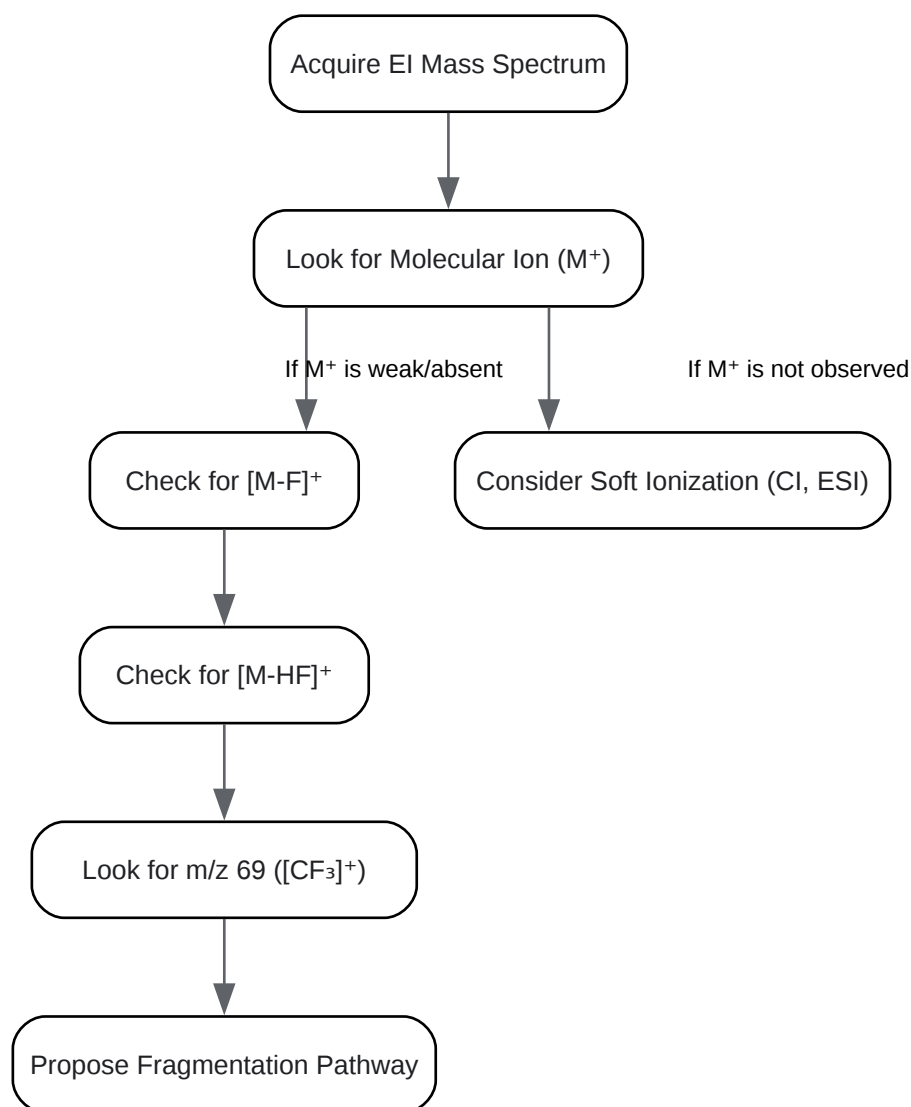 Acquire EI Mass Spectrum
Look for Molecular Ion (M⁺)
If M⁺ is weak/absent
If M⁺ is not observed
Check for [M-F]⁺
Consider Soft Ionization (CI, ESI)
Check for [M-HF]⁺
Look for m/z 69 ([CF₃]⁺)
Propose Fragmentation Pathway